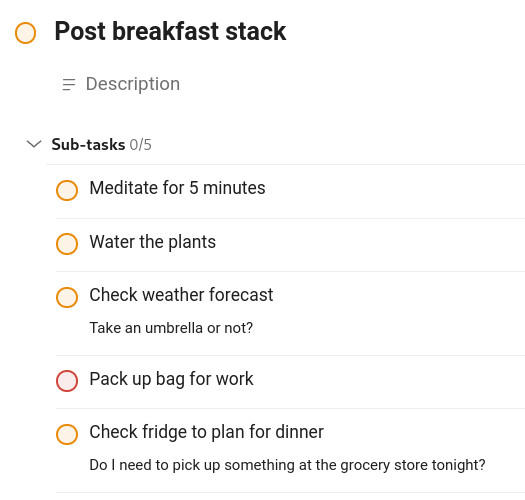 Post breakfast stack
Description
Sub-tasks 0/5
Meditate for 5 minutes
Water the plants
Check weather forecast
Take an umbrella or not?
Pack up bag for work
Check fridge to plan for dinner
Do I need to pick up something at the grocery store tonight?